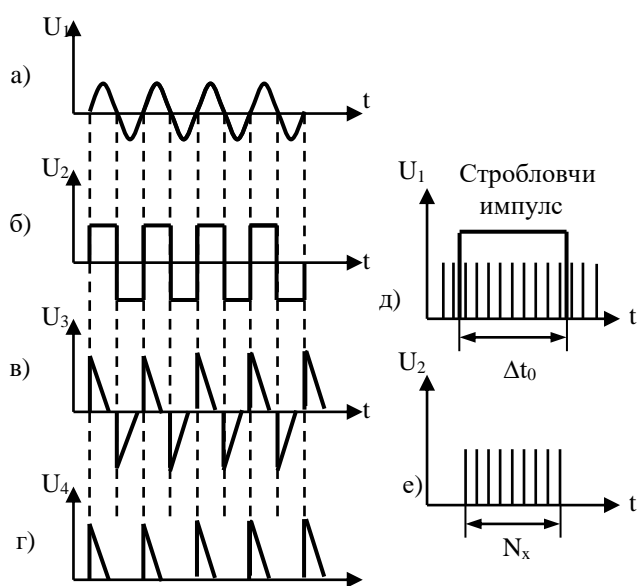 U₁
а)
t
U₂
б)
t
U₃
в)
t
U₄
г)
U₁
Стробловчи
импулс
д)
t
Δt₀
U₂
е)
t
Nₓ